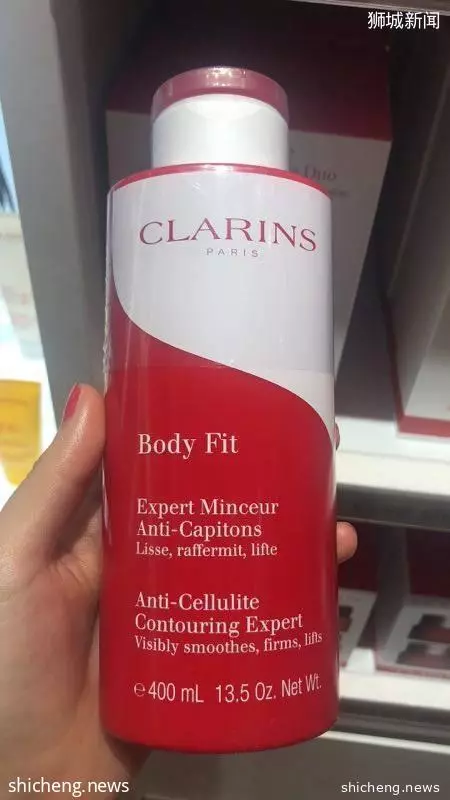 狮城新闻
Duo
CLARINS
PARIS
Body Fit
Expert Minceur
Anti-Capitons
Lisse, raffermit, lifte
Anti-Cellulite
Contouring Expert
Visibly smoothes, firms, lifts
℮ 400 mL 13.5 Oz. Net Wt.
shicheng.news
shicheng.news